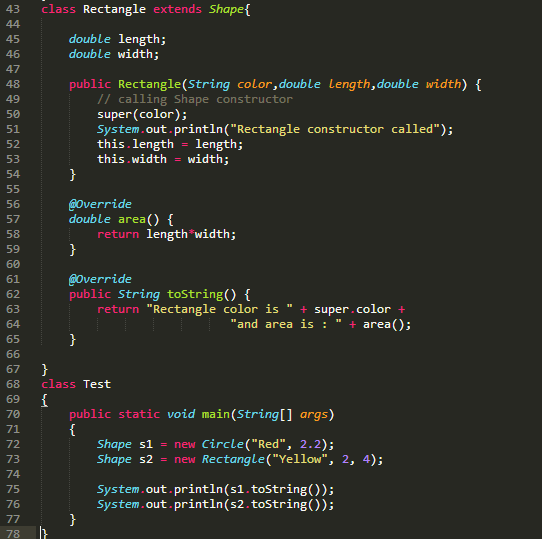 43 class Rectangle extends Shape{
44
45     double length;
46     double width;
47
48     public Rectangle(String color,double length,double width) {
49         // calling Shape constructor
50         super(color);
51         System.out.println("Rectangle constructor called");
52         this.length = length;
53         this.width = width;
54     }
55
56     @Override
57     double area() {
58         return length*width;
59     }
60
61     @Override
62     public String toString() {
63         return "Rectangle color is " + super.color +
64                            "and area is : " + area();
65     }
66
67 }
68 class Test
69 {
70     public static void main(String[] args)
71     {
72         Shape s1 = new Circle("Red", 2.2);
73         Shape s2 = new Rectangle("Yellow", 2, 4);
74
75         System.out.println(s1.toString());
76         System.out.println(s2.toString());
77     }
78 }